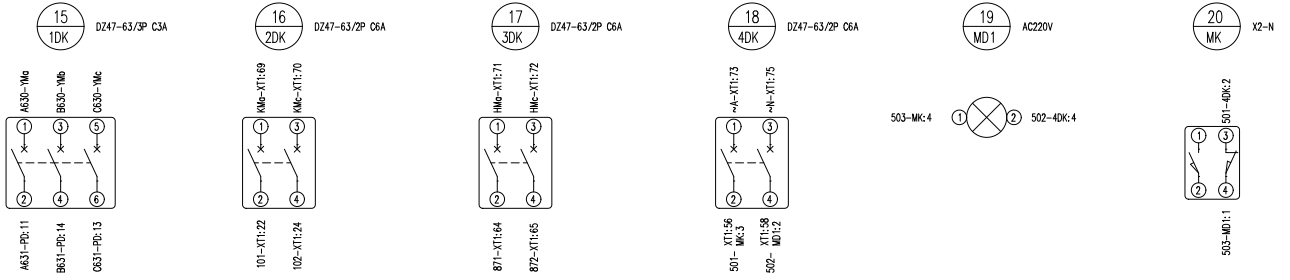 15
1DK
DZ47-63/3P C3A
A630-YMa
B630-YMb
C630-YMc
1
3
5
2
4
6
A631-PD:11
B631-PD:14
C631-PD:13
16
2DK
DZ47-63/2P C6A
KMa-XT1:69
KMc-XT1:70
1
3
2
4
101-XT1:22
102-XT1:24
17
3DK
DZ47-63/2P C6A
HMa-XT1:71
HMc-XT1:72
1
3
2
4
871-XT1:64
872-XT1:65
18
4DK
DZ47-63/2P C6A
~A-XT1:73
~N-XT1:75
1
3
2
4
501- XT1:56
MK:3
502- XT1:58
MD1:2
19
MD1
AC220V
503-MK:4
1
2
502-4DK:4
20
MK
X2-N
501-4DK:2
1
3
2
4
503-MD1:1